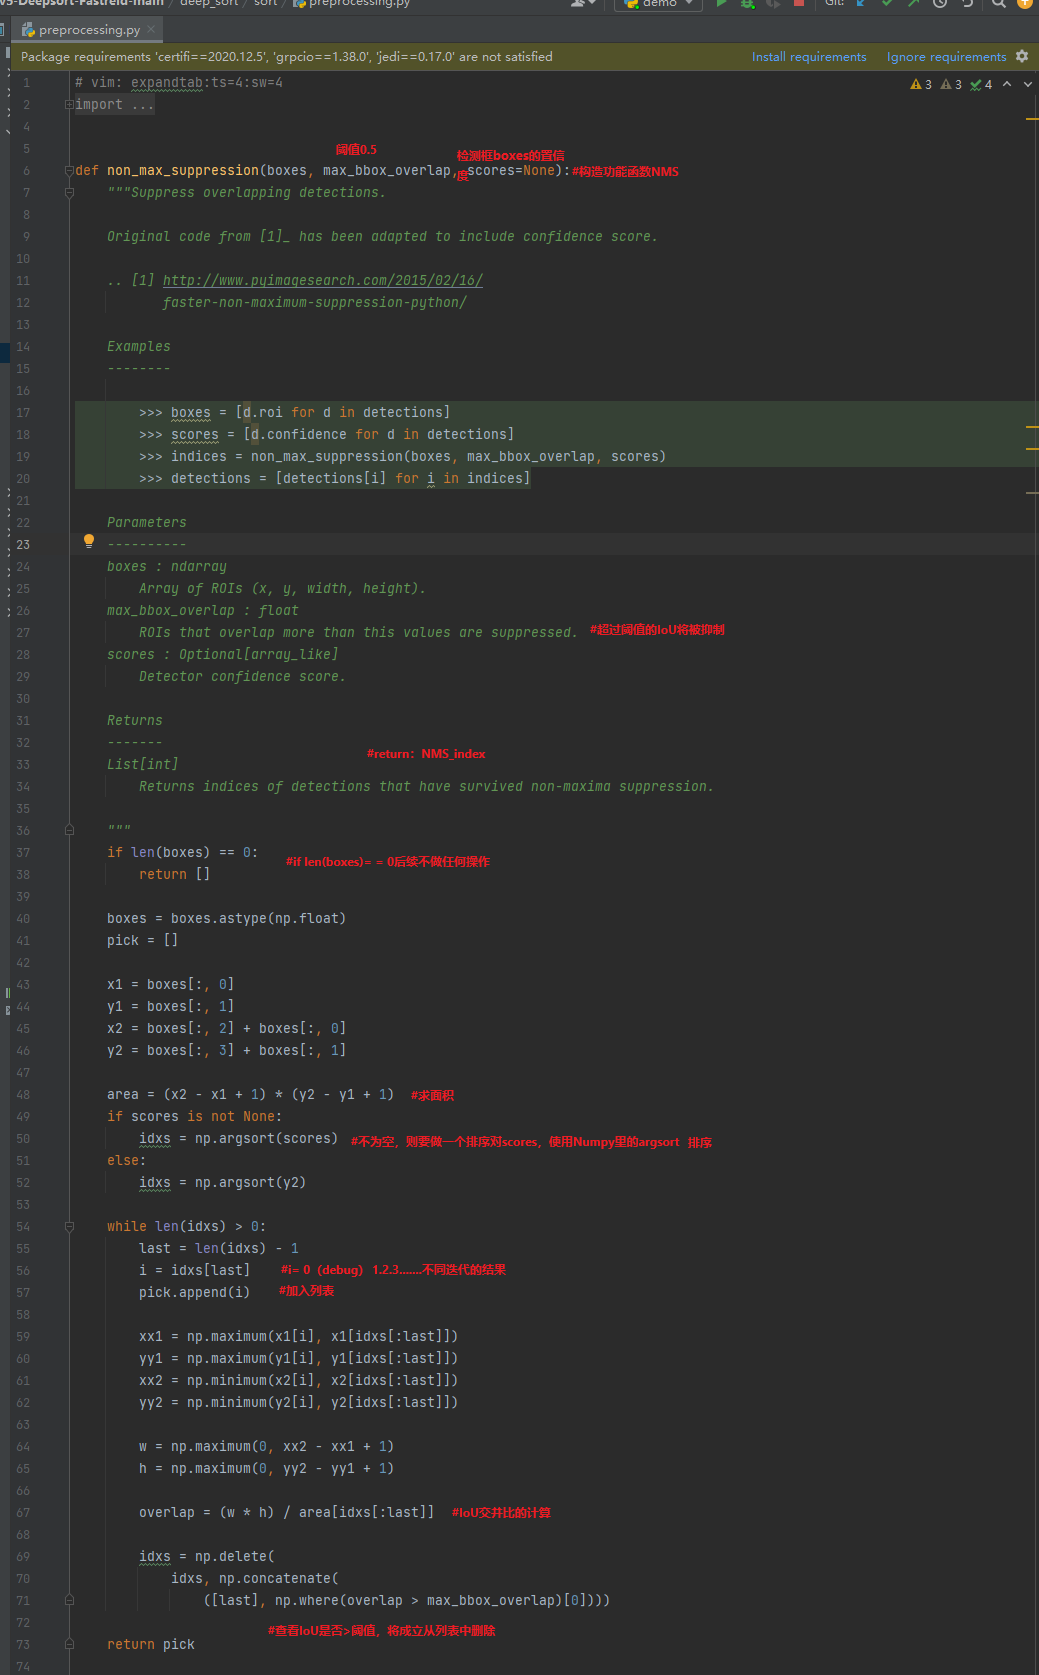 v5-Deepsort-Fastreid-main / deep_sort / sort / preprocessing.py demo Git:
preprocessing.py
Package requirements 'certifi==2020.12.5', 'grpcio==1.38.0', 'jedi==0.17.0' are not satisfied Install requirements Ignore requirements
1 # vim: expandtab:ts=4:sw=4 3 3 4
2 import ...
4
5 阈值0.5 检测框boxes的置信度
6 def non_max_suppression(boxes, max_bbox_overlap, scores=None): #构造功能函数NMS
7 """Suppress overlapping detections.
8
9 Original code from [1]_ has been adapted to include confidence score.
10
11 .. [1] http://www.pyimagesearch.com/2015/02/16/
12 faster-non-maximum-suppression-python/
13
14 Examples
15 --------
16
17 >>> boxes = [d.roi for d in detections]
18 >>> scores = [d.confidence for d in detections]
19 >>> indices = non_max_suppression(boxes, max_bbox_overlap, scores)
20 >>> detections = [detections[i] for i in indices]
21
22 Parameters
23 ----------
24 boxes : ndarray
25 Array of ROIs (x, y, width, height).
26 max_bbox_overlap : float
27 ROIs that overlap more than this values are suppressed. #超过阈值的IoU将被抑制
28 scores : Optional[array_like]
29 Detector confidence score.
30
31 Returns
32 -------
#return：NMS_index
33 List[int]
34 Returns indices of detections that have survived non-maxima suppression.
35
36 """
37 if len(boxes) == 0: #if len(boxes)= = 0后续不做任何操作
38 return []
39
40 boxes = boxes.astype(np.float)
41 pick = []
42
43 x1 = boxes[:, 0]
44 y1 = boxes[:, 1]
45 x2 = boxes[:, 2] + boxes[:, 0]
46 y2 = boxes[:, 3] + boxes[:, 1]
47
48 area = (x2 - x1 + 1) * (y2 - y1 + 1) #求面积
49 if scores is not None:
50 idxs = np.argsort(scores) #不为空，则要做一个排序对scores，使用Numpy里的argsort 排序
51 else:
52 idxs = np.argsort(y2)
53
54 while len(idxs) > 0:
55 last = len(idxs) - 1
56 i = idxs[last] #i= 0（debug）1.2.3.......不同迭代的结果
57 pick.append(i) #加入列表
58
59 xx1 = np.maximum(x1[i], x1[idxs[:last]])
60 yy1 = np.maximum(y1[i], y1[idxs[:last]])
61 xx2 = np.minimum(x2[i], x2[idxs[:last]])
62 yy2 = np.minimum(y2[i], y2[idxs[:last]])
63
64 w = np.maximum(0, xx2 - xx1 + 1)
65 h = np.maximum(0, yy2 - yy1 + 1)
66
67 overlap = (w * h) / area[idxs[:last]] #IoU交并比的计算
68
69 idxs = np.delete(
70 idxs, np.concatenate(
71 ([last], np.where(overlap > max_bbox_overlap)[0])))
72
#查看IoU是否>阈值，将成立从列表中删除
73 return pick
74